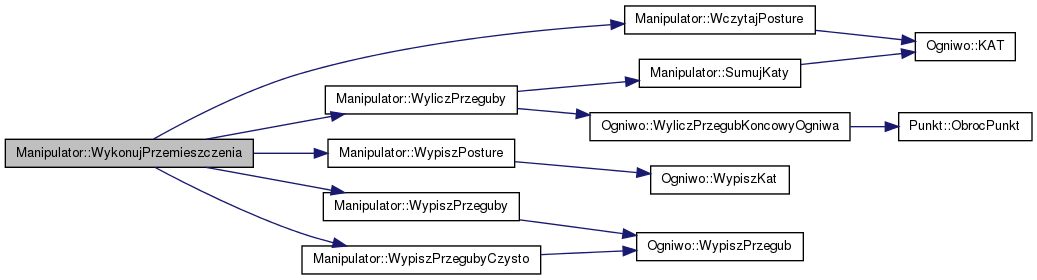 Manipulator::WykonujPrzemieszczenia
Manipulator::WczytajPosture
Ogniwo::KAT
Manipulator::WyliczPrzeguby
Manipulator::SumujKaty
Ogniwo::WyliczPrzegubKoncowyOgniwa
Punkt::ObrocPunkt
Manipulator::WypiszPosture
Ogniwo::WypiszKat
Manipulator::WypiszPrzeguby
Ogniwo::WypiszPrzegub
Manipulator::WypiszPrzegubyCzysto